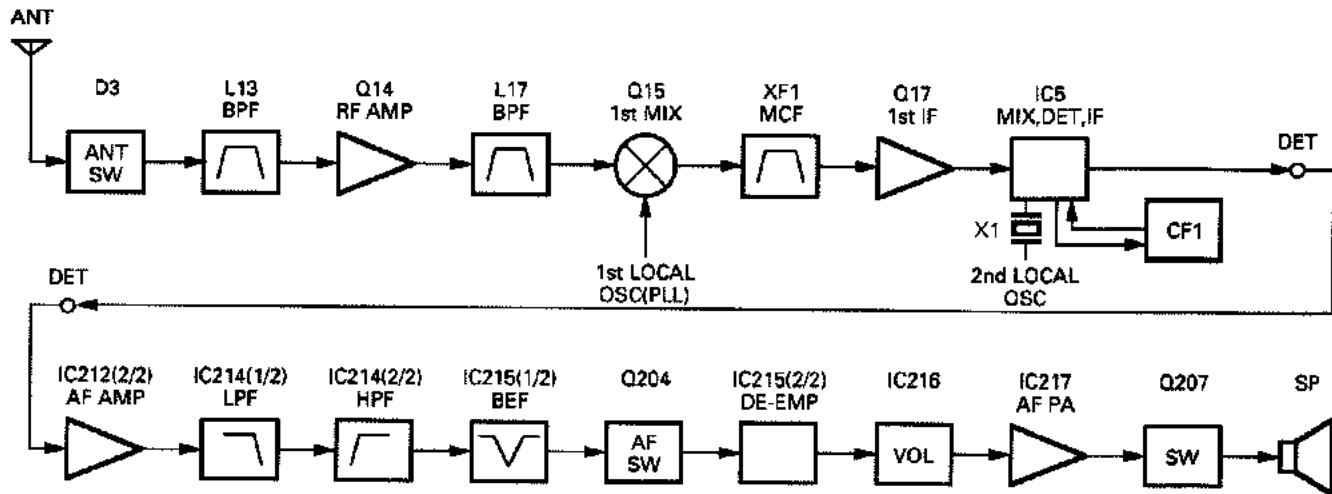 ANT
D3
ANT
SW
L13
BPF
Q14
RF AMP
L17
BPF
Q15
1st MIX
XF1
MCF
Q17
1st IF
IC5
MIX,DET,IF
DET
X1
CF1
1st LOCAL
OSC(PLL)
2nd LOCAL
OSC
DET
IC212(2/2)
AF AMP
IC214(1/2)
LPF
IC214(2/2)
HPF
IC215(1/2)
BEF
Q204
AF
SW
IC215(2/2)
DE-EMP
IC216
VOL
IC217
AF PA
Q207
SW
SP